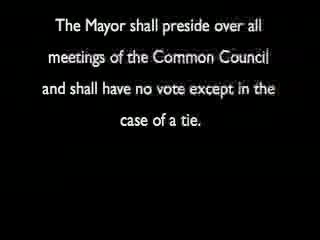 The Mayor shall preside over all
meetings of the Common Council
and shall have no vote except in the
case of a tie.